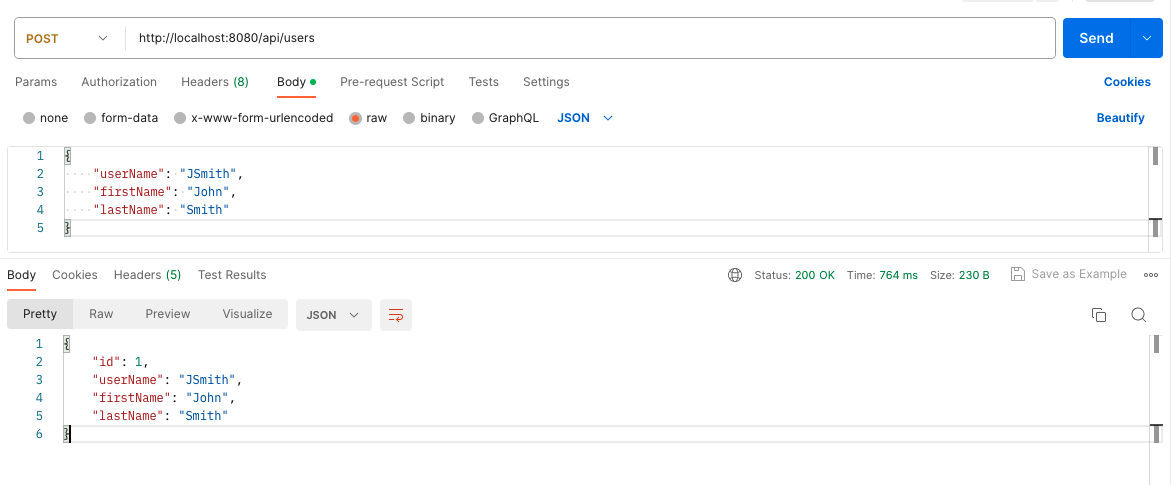 POST http://localhost:8080/api/users Send
Params Authorization Headers (8) Body Pre-request Script Tests Settings Cookies
none form-data x-www-form-urlencoded raw binary GraphQL JSON Beautify
1 {
2 "userName": "JSmith",
3 "firstName": "John",
4 "lastName": "Smith"
5 }
Body Cookies Headers (5) Test Results Status: 200 OK Time: 764 ms Size: 230 B Save as Example
Pretty Raw Preview Visualize JSON
1 {
2 "id": 1,
3 "userName": "JSmith",
4 "firstName": "John",
5 "lastName": "Smith"
6 }